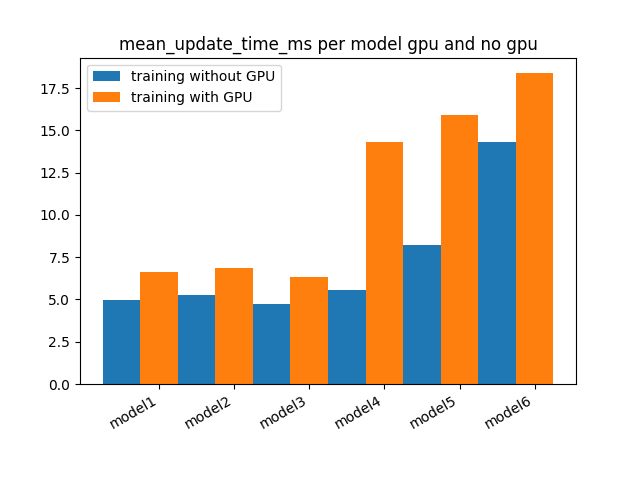 mean_update_time_ms per model gpu and no gpu
training without GPU
training with GPU
17.5
15.0
12.5
10.0
7.5
5.0
2.5
0.0
model1
model2
model3
model4
model5
model6